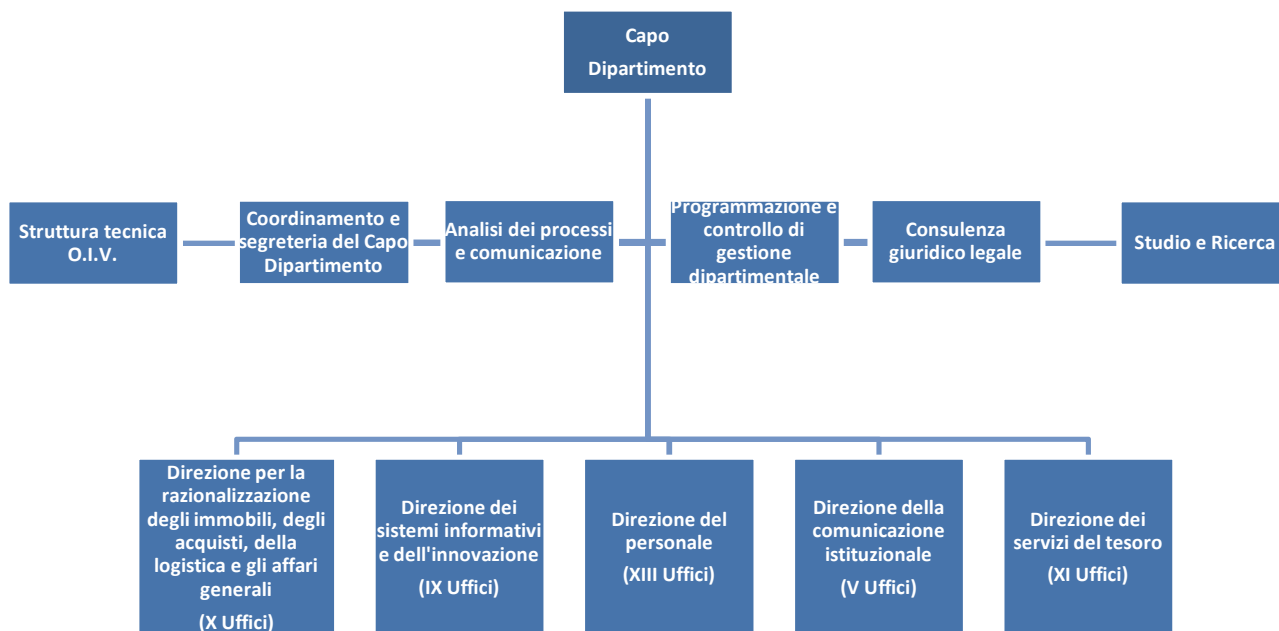 Capo
Dipartimento
Struttura tecnica
O.I.V.
Coordinamento e
segreteria del Capo
Dipartimento
Analisi dei processi
e comunicazione
Programmazione e
controllo di
gestione
dipartimentale
Consulenza
giuridico legale
Studio e Ricerca
Direzione per la
razionalizzazione
degli immobili, degli
acquisti, della
logistica e gli affari
generali
(X Uffici)
Direzione dei
sistemi informativi
e dell'innovazione
(IX Uffici)
Direzione del
personale
(XIII Uffici)
Direzione della
comunicazione
istituzionale
(V Uffici)
Direzione dei
servizi del tesoro
(XI Uffici)